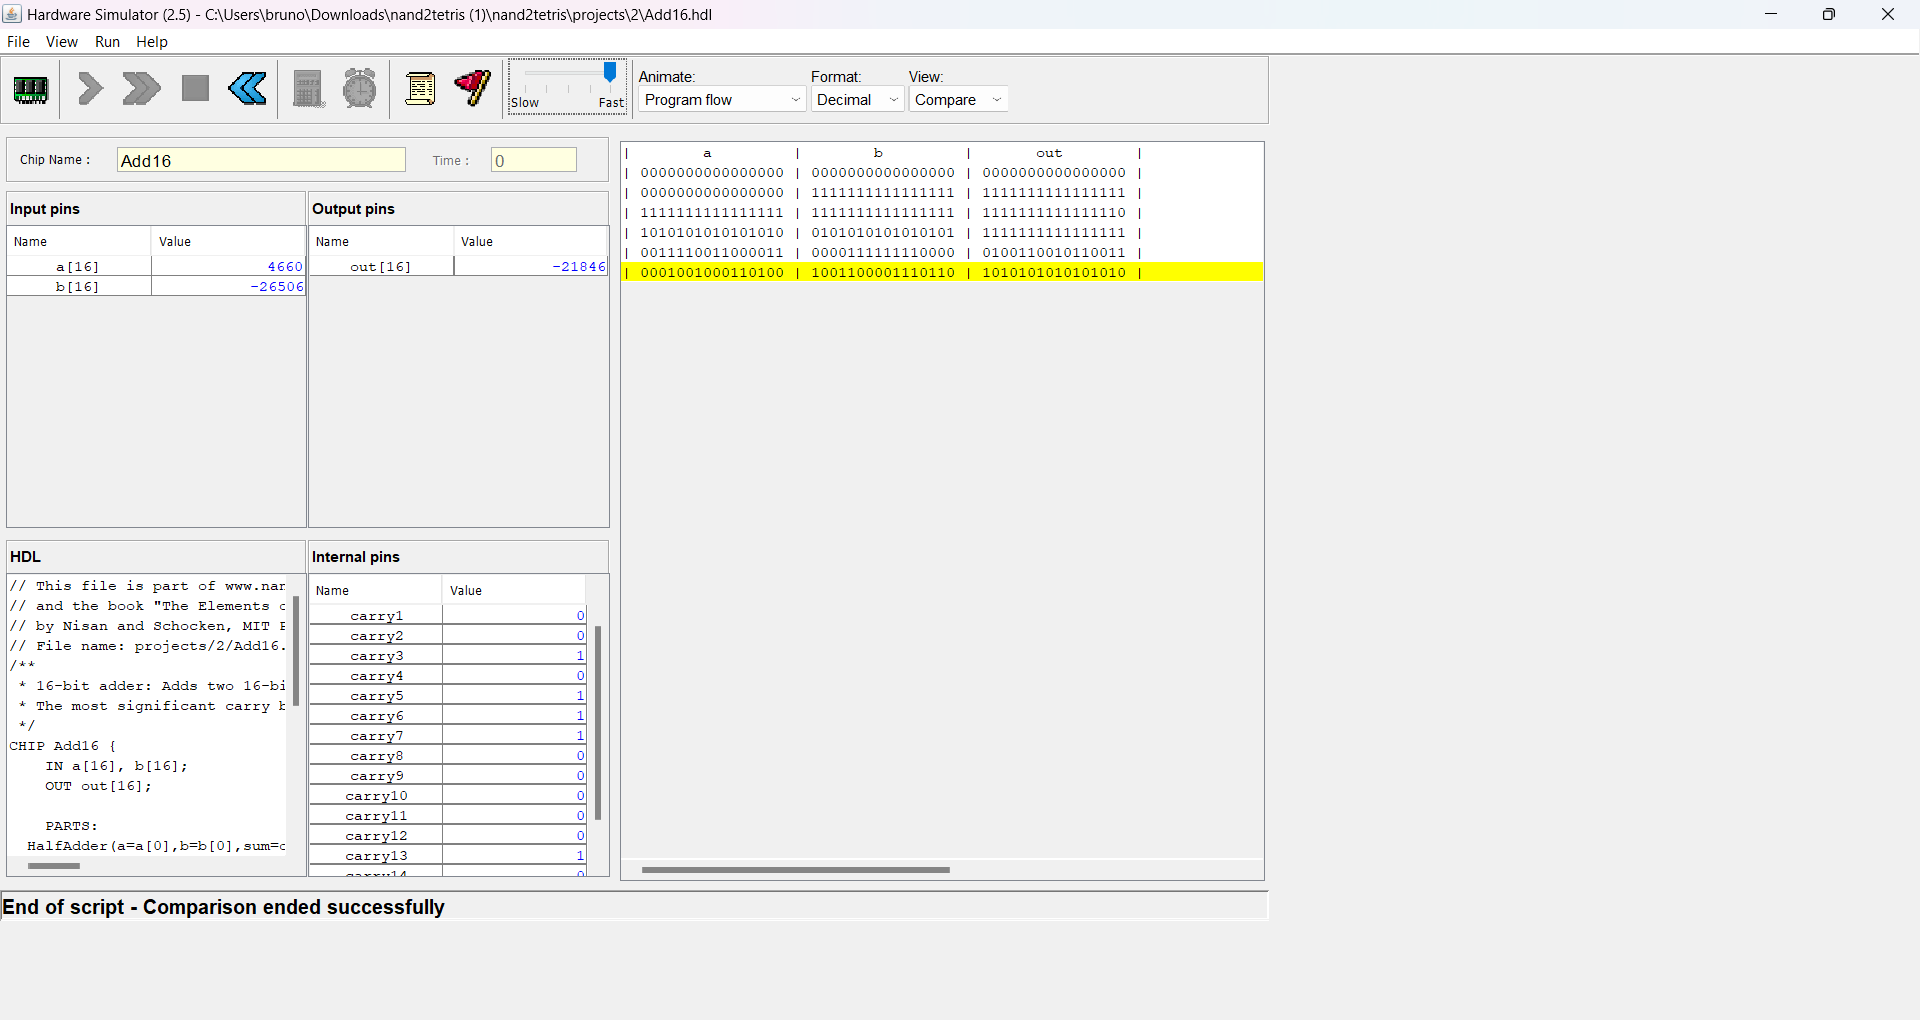 Hardware Simulator (2.5) - C:\Users\bruno\Downloads\nand2tetris (1)\nand2tetris\projects\2\Add16.hdl
File View Run Help
Slow Fast
Animate:
Program flow
Format:
Decimal
View:
Compare
Chip Name :
Add16
Time :
0
Input pins
Name Value
a[16] 4660
b[16] -26506
Output pins
Name Value
out[16] -21846
HDL
// This file is part of www.nan
// and the book "The Elements o
// by Nisan and Schocken, MIT P
// File name: projects/2/Add16.
/**
* 16-bit adder: Adds two 16-bi
* The most significant carry b
*/
CHIP Add16 {
IN a[16], b[16];
OUT out[16];
PARTS:
HalfAdder(a=a[0],b=b[0],sum=o
Internal pins
Name Value
carry1 0
carry2 0
carry3 1
carry4 0
carry5 1
carry6 1
carry7 1
carry8 0
carry9 0
carry10 0
carry11 0
carry12 0
carry13 1
carry14 0
| a | b | out |
| 0000000000000000 | 0000000000000000 | 0000000000000000 |
| 0000000000000000 | 1111111111111111 | 1111111111111111 |
| 1111111111111111 | 1111111111111111 | 1111111111111110 |
| 1010101010101010 | 0101010101010101 | 1111111111111111 |
| 0011110011000011 | 0000111111110000 | 0100110010110011 |
| 0001001000110100 | 1001100001110110 | 1010101010101010 |
End of script - Comparison ended successfully